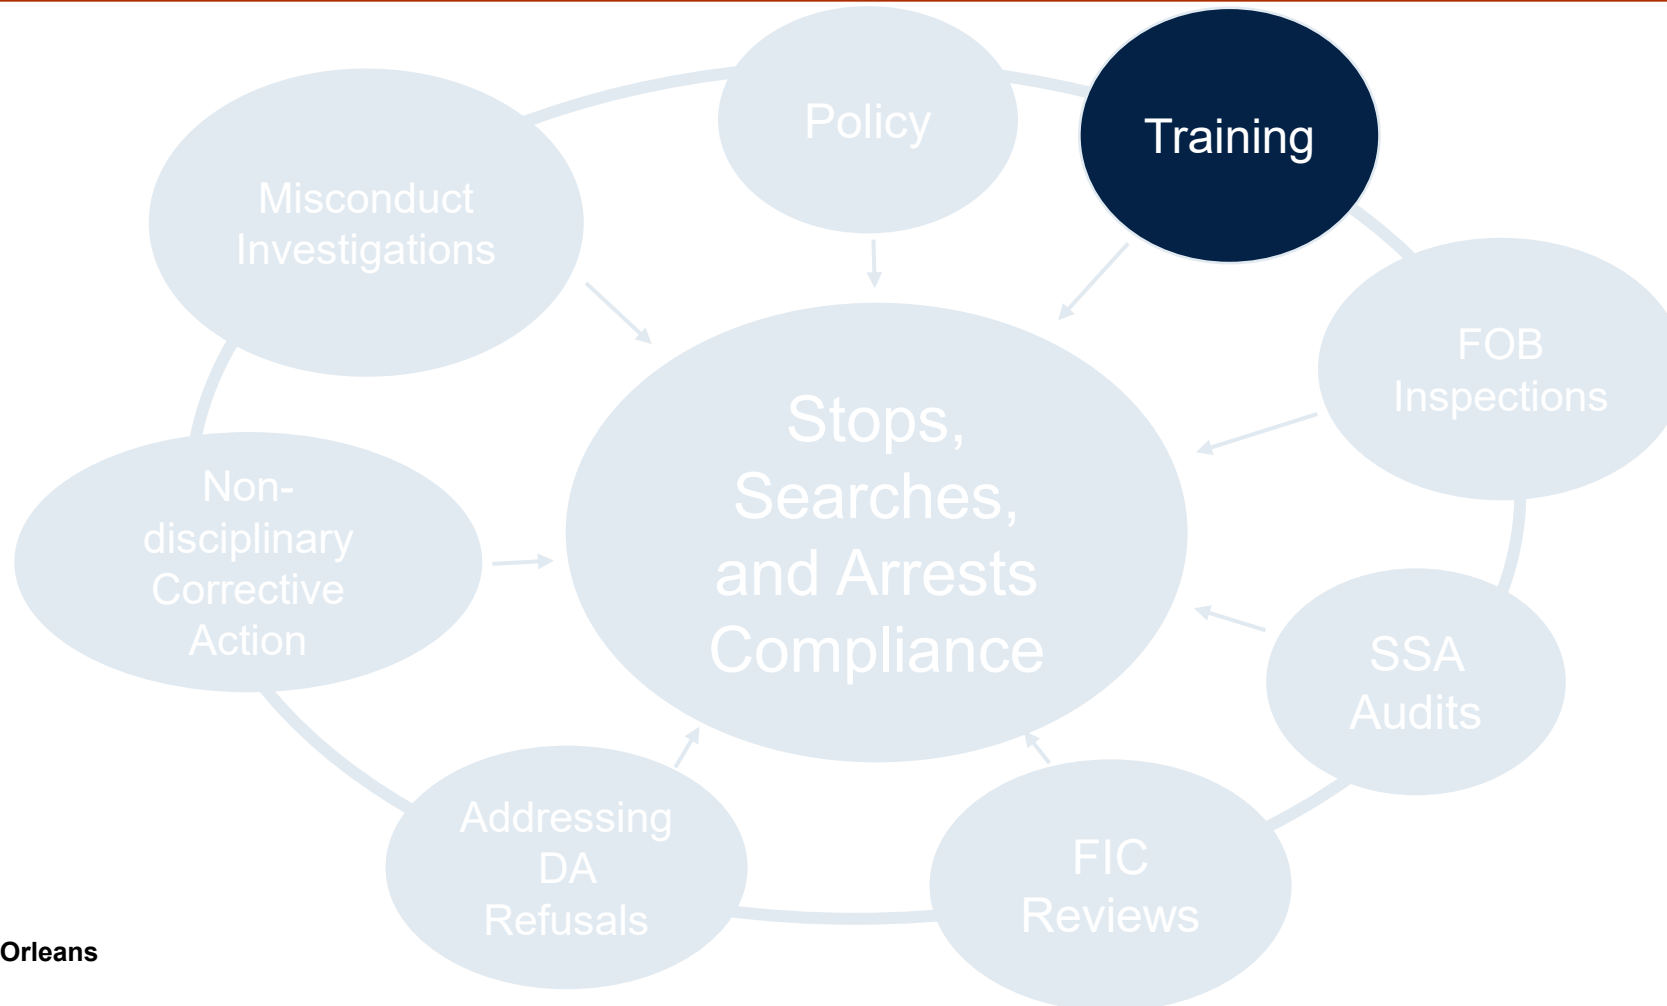 Policy
Training
Misconduct
Investigations
FOB
Inspections
Stops,
Searches,
and Arrests
Compliance
Non-
disciplinary
Corrective
Action
SSA
Audits
Addressing
DA
Refusals
FIC
Reviews
Orleans